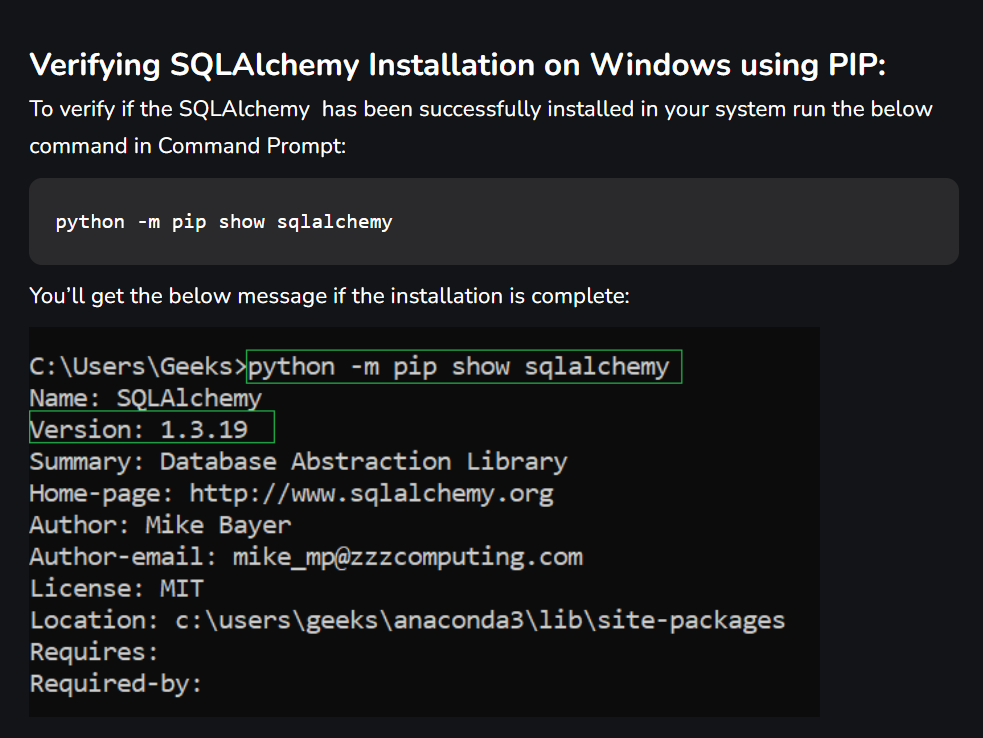 Verifying SQLAlchemy Installation on Windows using PIP:
To verify if the SQLAlchemy  has been successfully installed in your system run the below
command in Command Prompt:
python -m pip show sqlalchemy
You’ll get the below message if the installation is complete:
C:\Users\Geeks>python -m pip show sqlalchemy
Name: SQLAlchemy
Version: 1.3.19
Summary: Database Abstraction Library
Home-page: http://www.sqlalchemy.org
Author: Mike Bayer
Author-email: mike_mp@zzzcomputing.com
License: MIT
Location: c:\users\geeks\anaconda3\lib\site-packages
Requires:
Required-by: